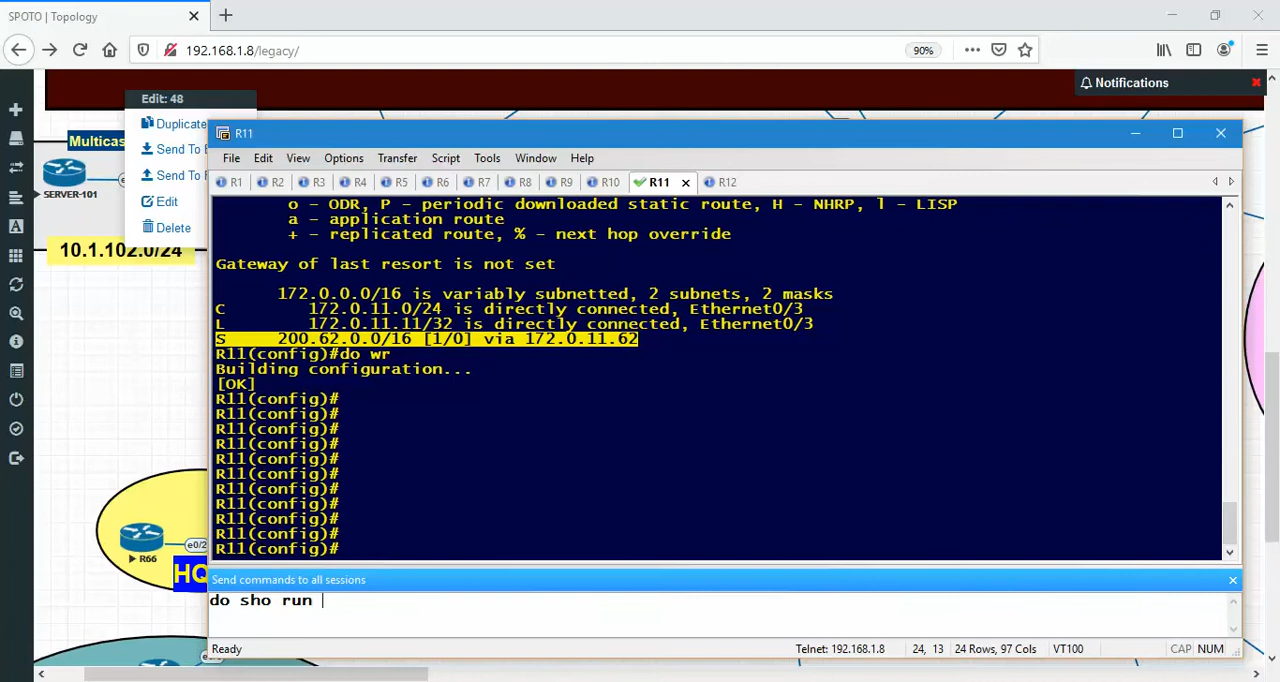 SPOTO | Topology
192.168.1.8/legacy/
90%
Notifications
Edit: 48
Duplicate
Send To
Send To
Edit
Delete
Multicas
SERVER-101
10.1.102.0/24
R66
e0/2
HQ
R11
File Edit View Options Transfer Script Tools Window Help
R1 R2 R3 R4 R5 R6 R7 R8 R9 R10 R11 R12
o - ODR, P - periodic downloaded static route, H - NHRP, l - LISP
a - application route
+ - replicated route, % - next hop override
Gateway of last resort is not set
172.0.0.0/16 is variably subnetted, 2 subnets, 2 masks
C 172.0.11.0/24 is directly connected, Ethernet0/3
L 172.0.11.11/32 is directly connected, Ethernet0/3
S 200.62.0.0/16 [1/0] via 172.0.11.62
R11(config)#do wr
Building configuration...
[OK]
R11(config)#
R11(config)#
R11(config)#
R11(config)#
R11(config)#
R11(config)#
R11(config)#
R11(config)#
R11(config)#
R11(config)#
R11(config)#
Send commands to all sessions
do sho run
Ready
Telnet: 192.168.1.8 24, 13 24 Rows, 97 Cols VT100 CAP NUM